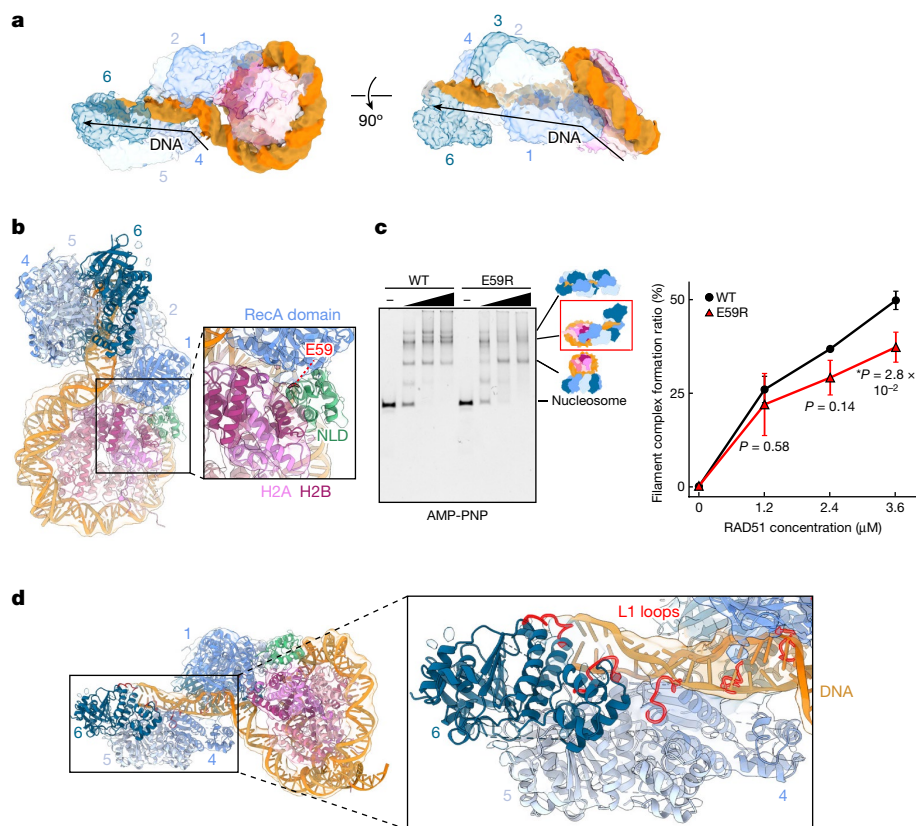 a
2
1
6
DNA
4
5
90°
3
4
2
DNA
1
6
b
6
5
4
2
1
RecA domain
E59
NLD
H2A H2B
c
WT
E59R
–
–
Nucleosome
AMP-PNP
Filament complex formation ratio (%)
50
25
0
WT
E59R
P = 0.58
P = 0.14
*P = 2.8 ×
10⁻²
0
1.2
2.4
3.6
RAD51 concentration (μM)
d
1
6
5
4
L1 loops
DNA
6
5
4